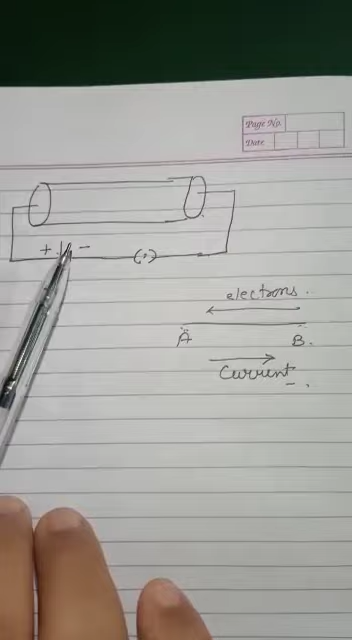 Page No.
Date
+ -
(·)
electrons.
A B.
Current